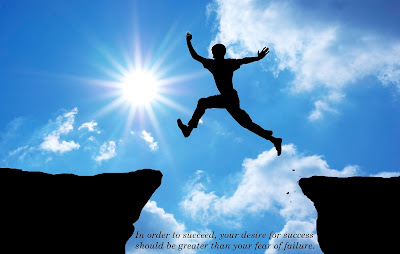 In order to succeed, your desire for success
should be greater than your fear of failure.